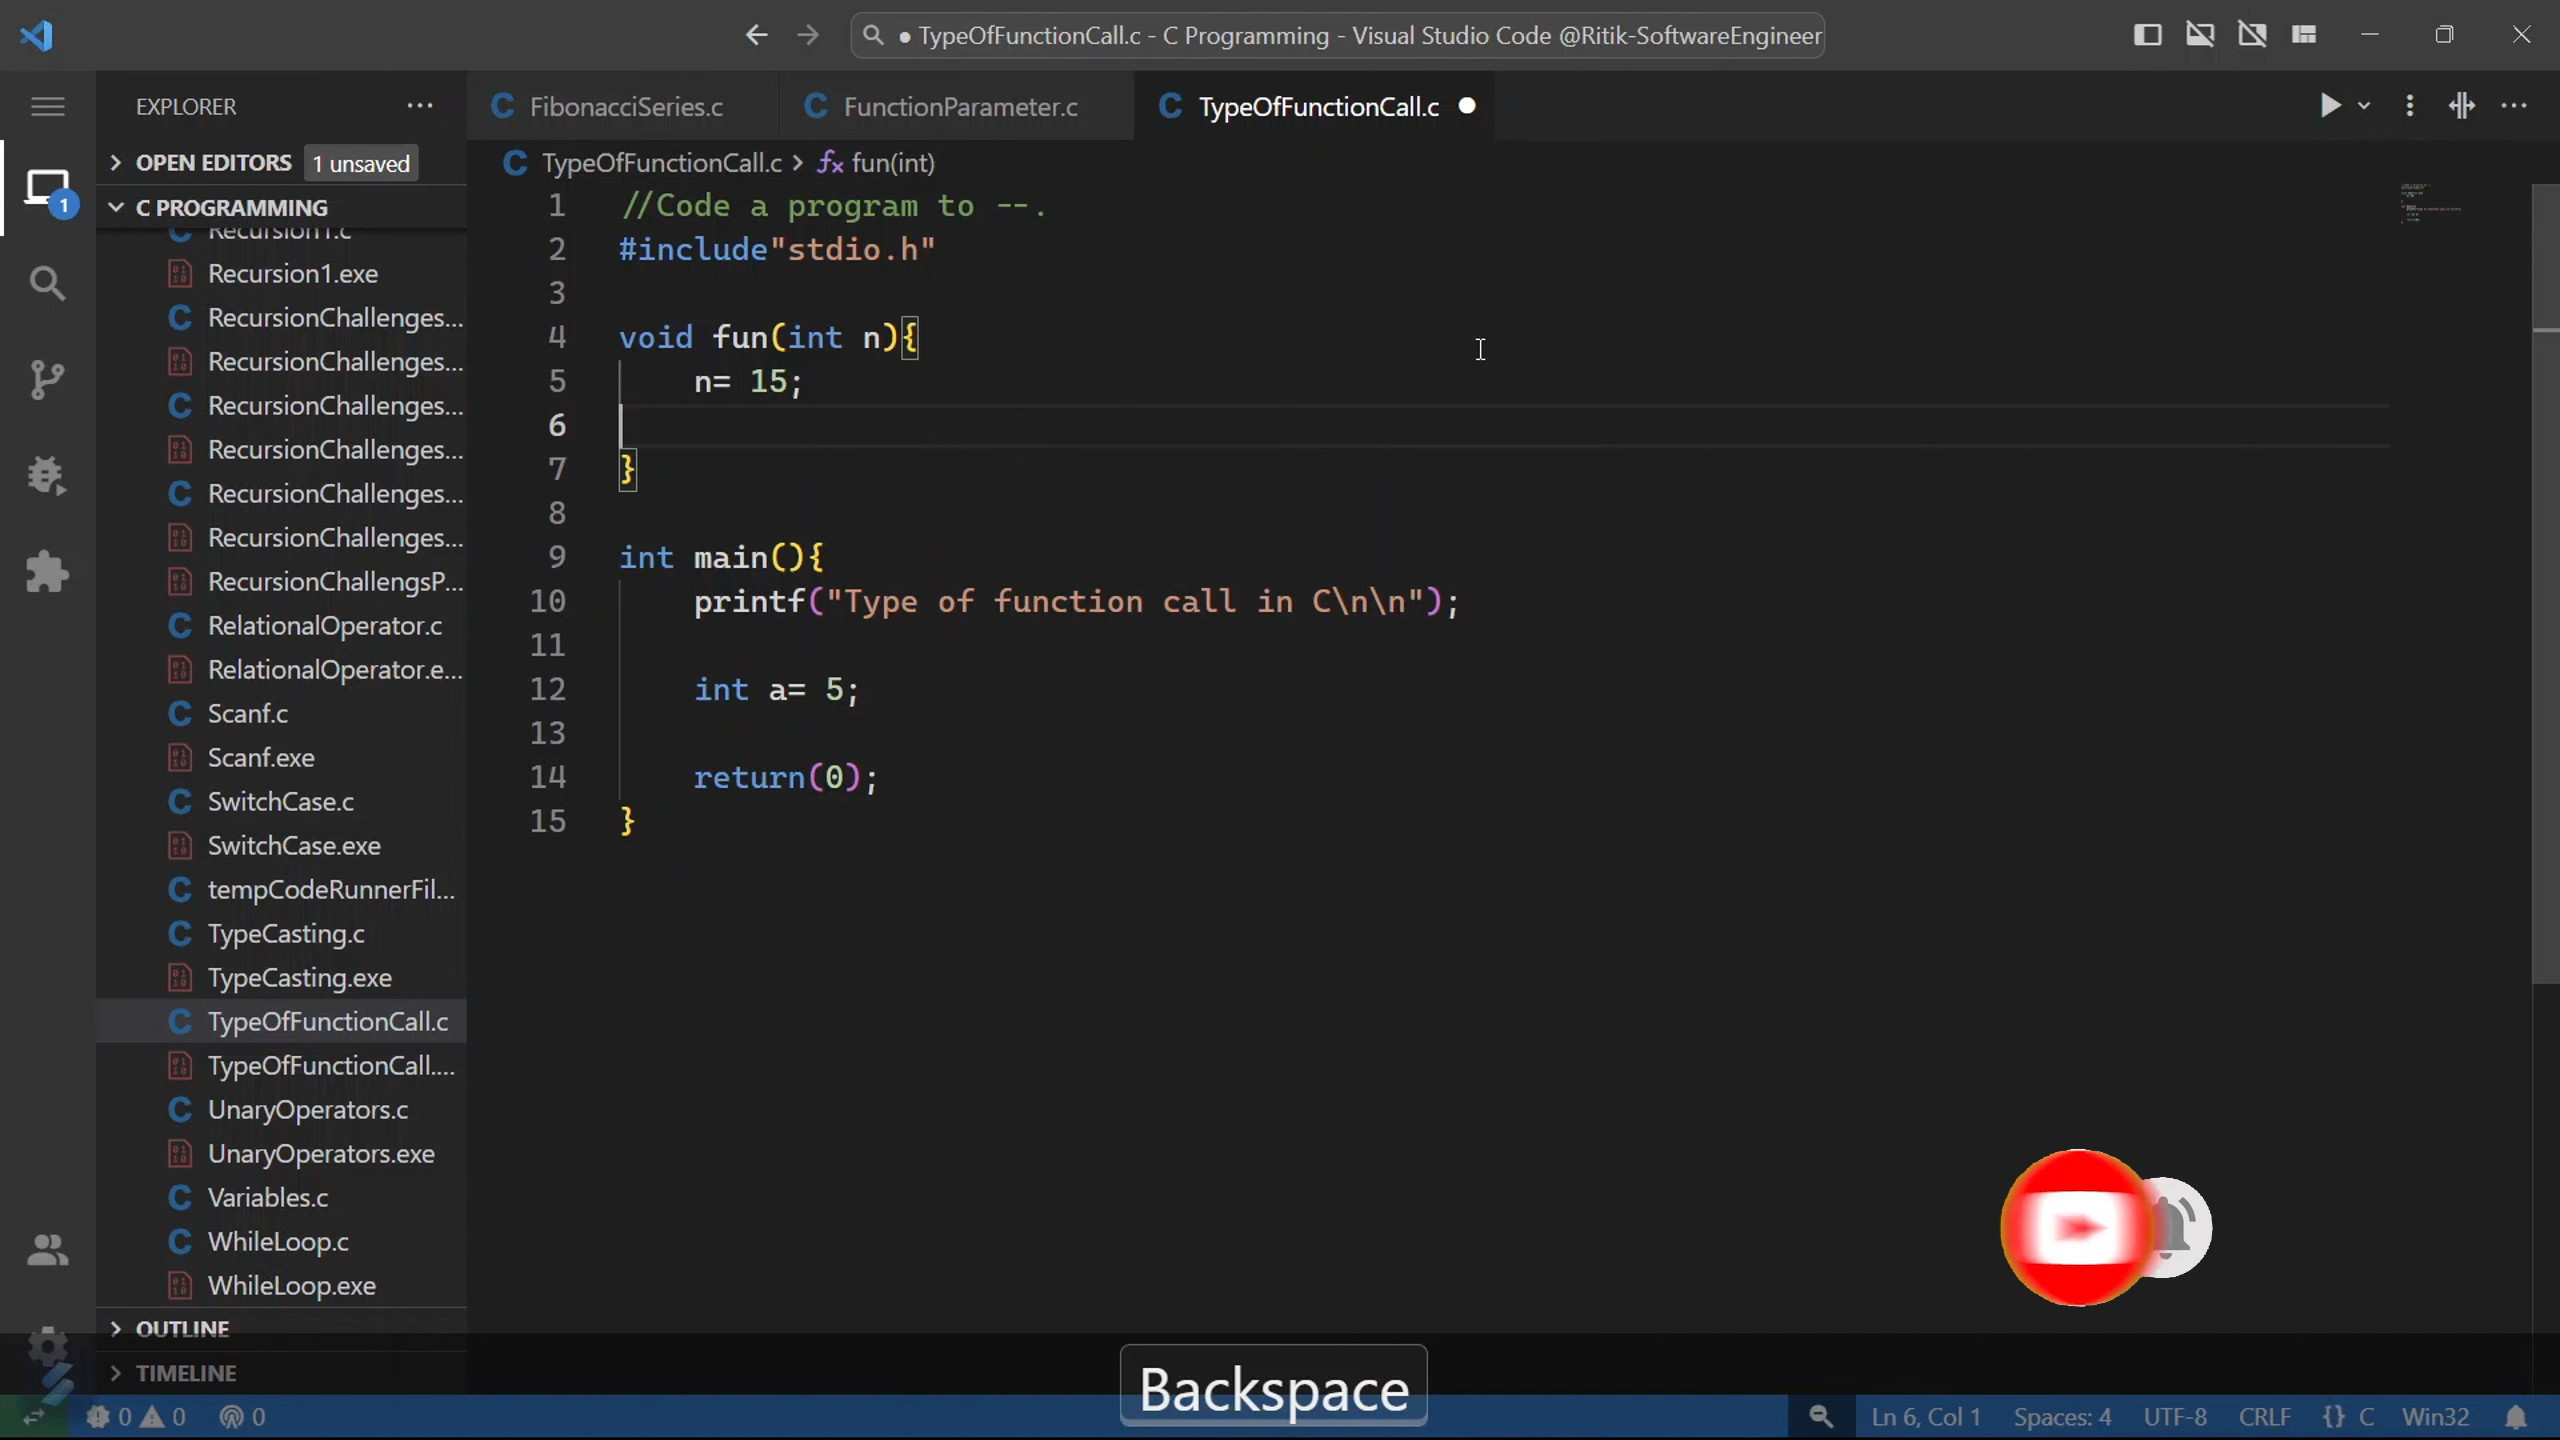 ● TypeOfFunctionCall.c - C Programming - Visual Studio Code @Ritik-SoftwareEngineer
EXPLORER
OPEN EDITORS 1 unsaved
C PROGRAMMING
Recursion1.c
Recursion1.exe
RecursionChallenges...
RecursionChallenges...
RecursionChallenges...
RecursionChallenges...
RecursionChallenges...
RecursionChallenges...
RecursionChallengsP...
RelationalOperator.c
RelationalOperator.e...
Scanf.c
Scanf.exe
SwitchCase.c
SwitchCase.exe
tempCodeRunnerFil...
TypeCasting.c
TypeCasting.exe
TypeOfFunctionCall.c
TypeOfFunctionCall....
UnaryOperators.c
UnaryOperators.exe
Variables.c
WhileLoop.c
WhileLoop.exe
OUTLINE
TIMELINE
1
FibonacciSeries.c FunctionParameter.c TypeOfFunctionCall.c
TypeOfFunctionCall.c > fx fun(int)
1 //Code a program to --.
2 #include"stdio.h"
3
4 void fun(int n){
5 n= 15;
6
7 }
8
9 int main(){
10 printf("Type of function call in C\n\n");
11
12 int a= 5;
13
14 return(0);
15 }
Backspace
0 0 0 Ln 6, Col 1 Spaces: 4 UTF-8 CRLF {} C Win32